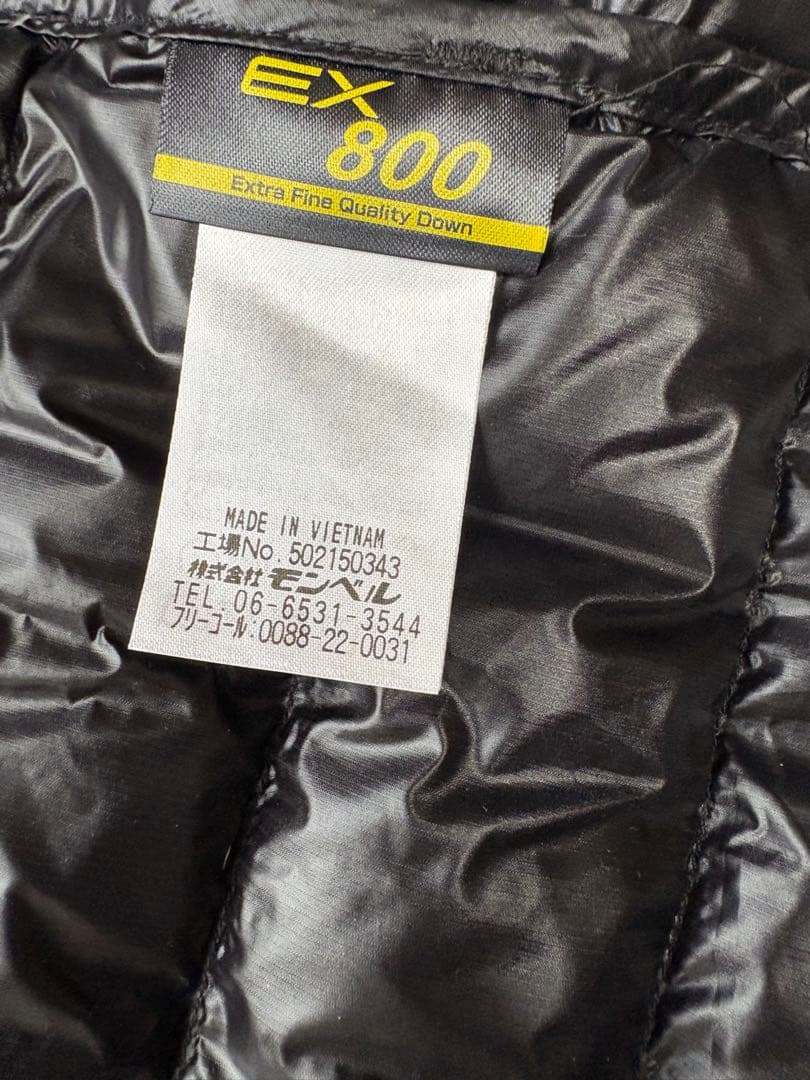 EX
800
Extra Fine Quality Down
MADE IN VIETNAM
工場No. 502150343
株式会社 モンベル
TEL. 06-6531-3544
フリーコール:0088-22-0031